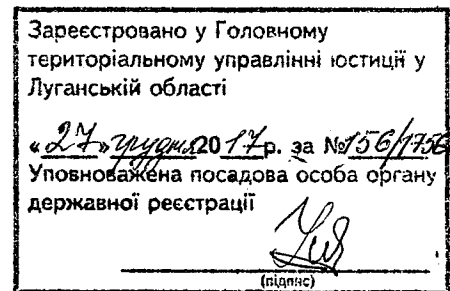 Зареєстровано у Головному
територіальному управлінні юстиції у
Луганській області
«27» грудня 2017р. за №156/1756
Уповноважена посадова особа органу
державної реєстрації
(підпис)